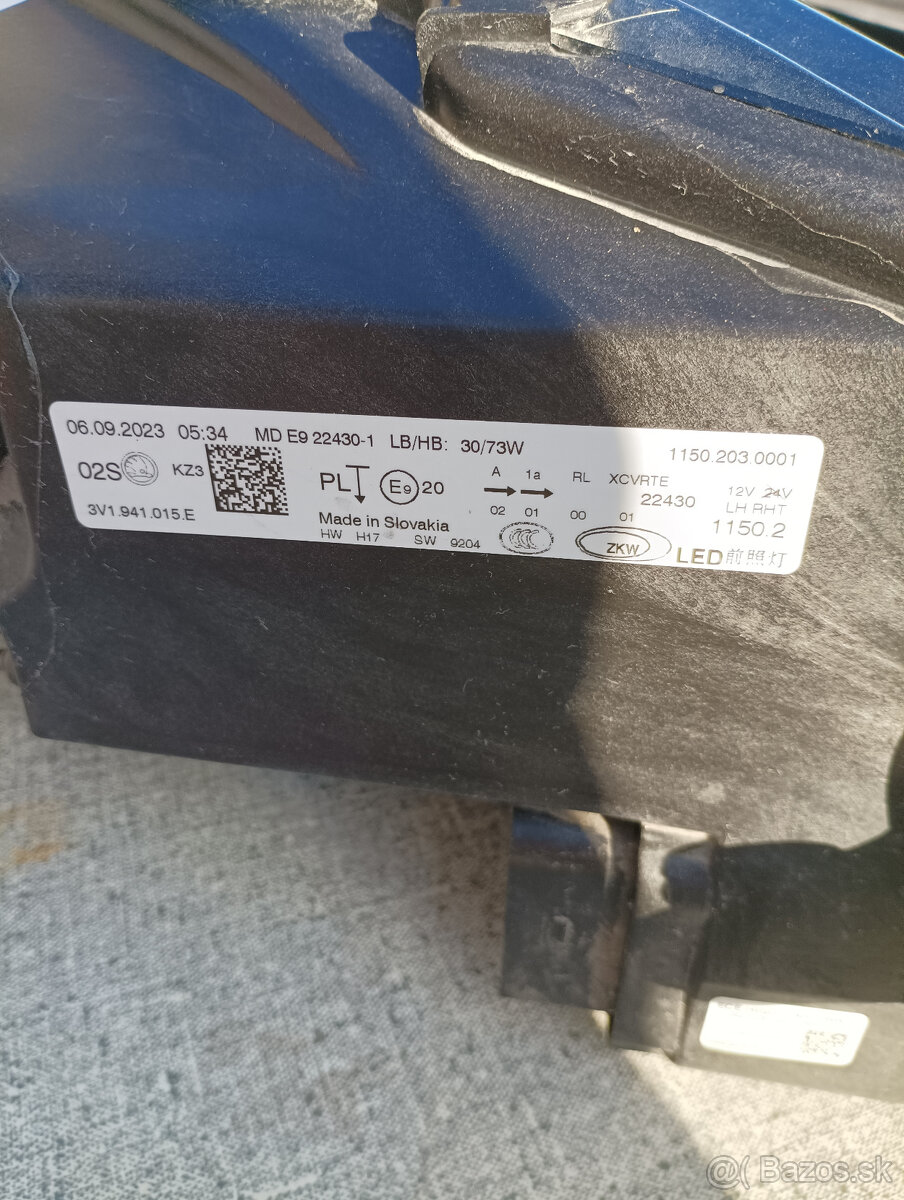 06.09.2023 05:34 MD E9 22430-1 LB/HB: 30/73W 1150.203.0001
02S KZ3 PL E9 20 A 1a RL XCVRTE 12V 24V
02 01 00 01 22430 LH RHT
3V1.941.015.E Made in Slovakia 1150.2
HW H17 SW 9204 ZKW LED前照灯
@ Bazos.sk